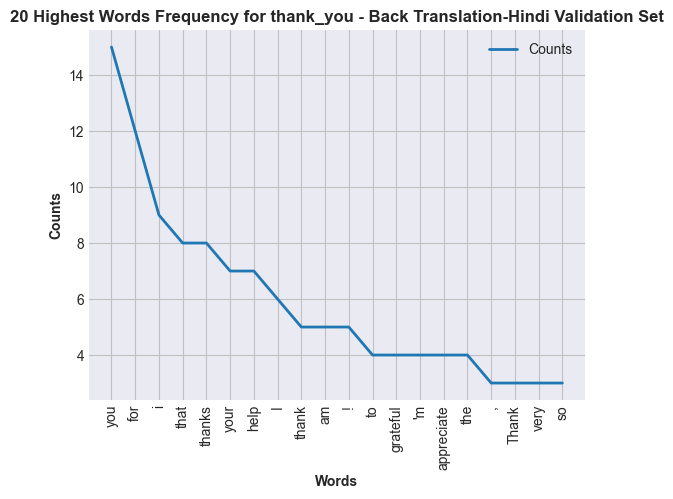 20 Highest Words Frequency for thank_you - Back Translation-Hindi Validation Set
Counts
14
12
10
8
6
4
Counts
you
for
i
that
thanks
your
help
I
thank
am
!
to
grateful
'm
appreciate
the
,
Thank
very
so
Words